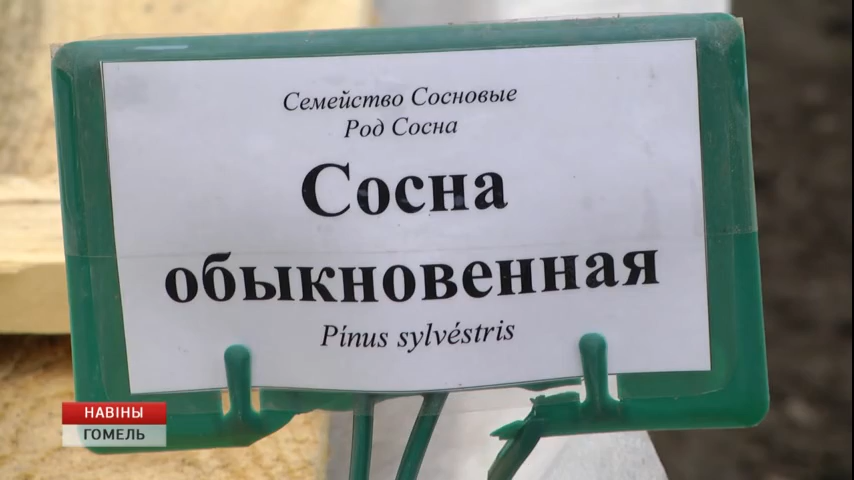 Семейство Сосновые
Род Сосна
Сосна
обыкновенная
Pínus sylvéstris
НАВІНЫ
ГОМЕЛЬ